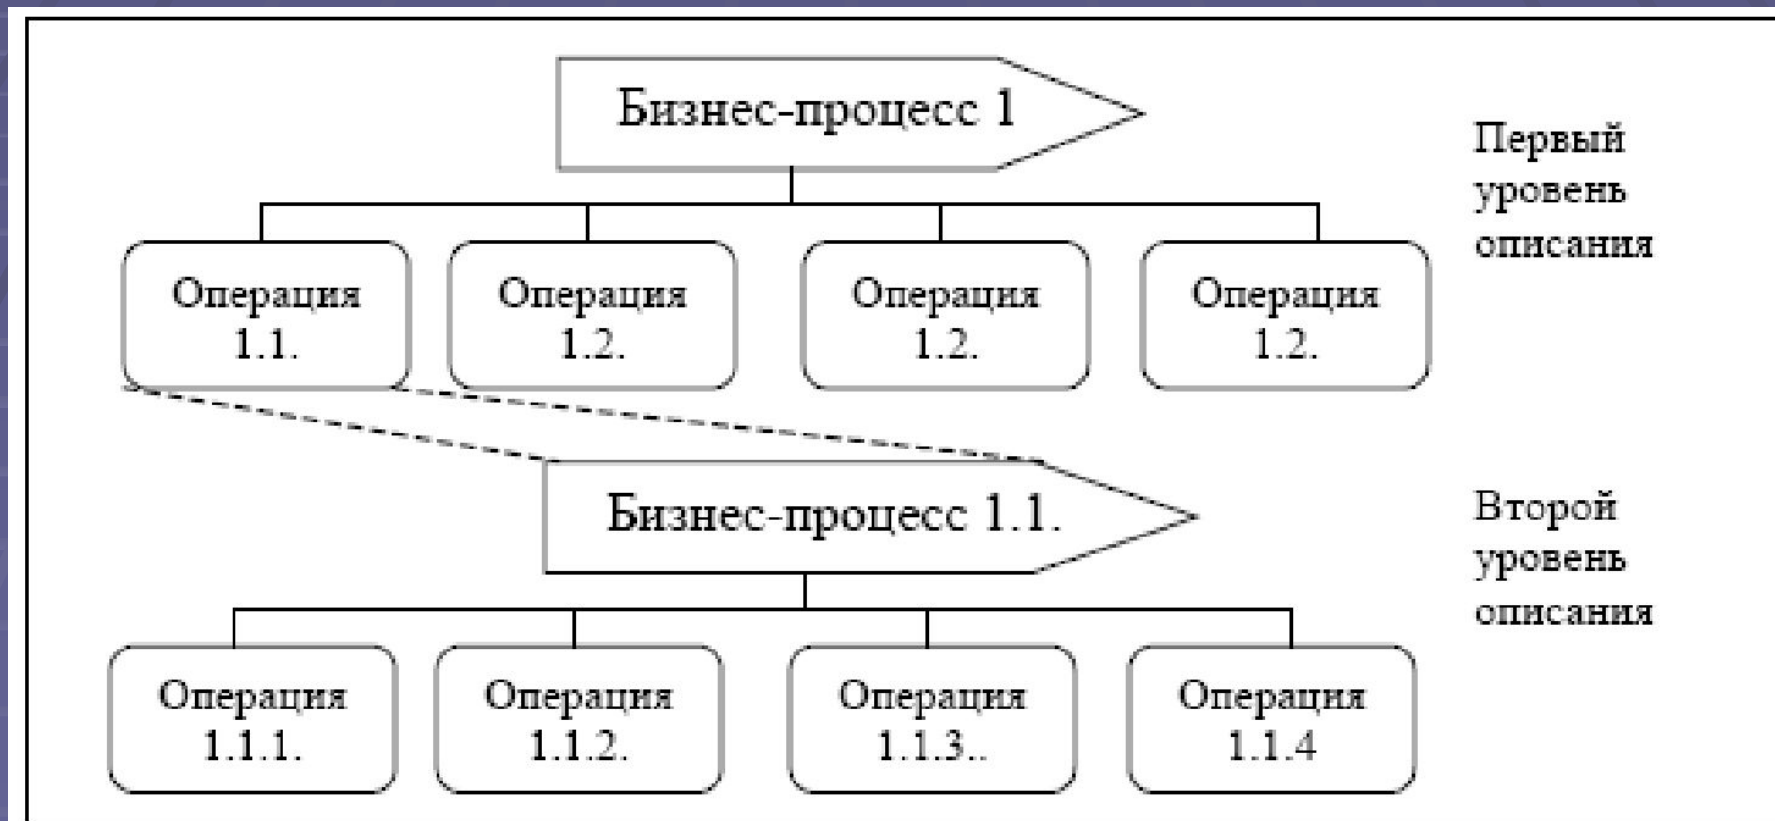 Бизнес-процесс 1
Первый
уровень
описания
Операция
1.1.
Операция
1.2.
Операция
1.2.
Операция
1.2.
Бизнес-процесс 1.1.
Второй
уровень
описания
Операция
1.1.1.
Операция
1.1.2.
Операция
1.1.3..
Операция
1.1.4